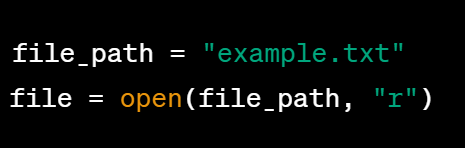 file_path = "example.txt"
file = open(file_path, "r")